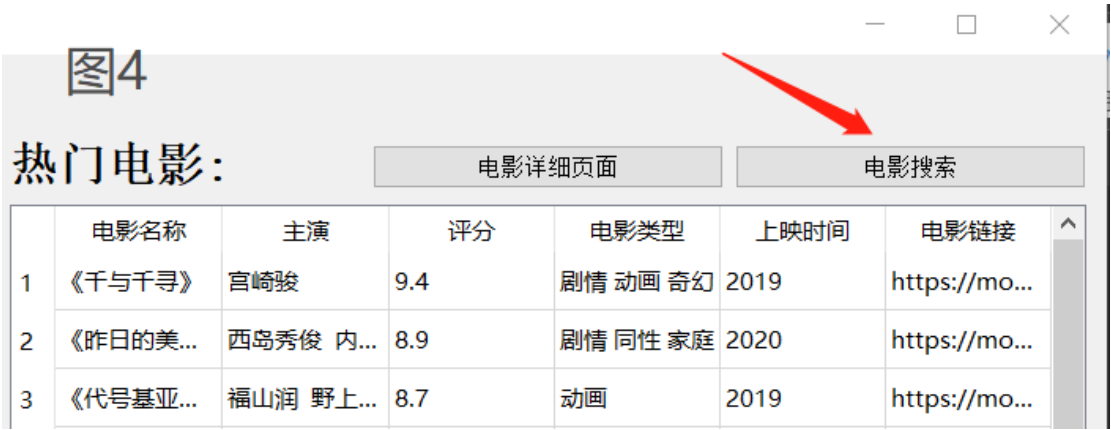 图4
热门电影:
电影详细页面 电影搜索
电影名称 主演 评分 电影类型 上映时间 电影链接
1 《千与千寻》 宫崎骏 9.4 剧情 动画 奇幻 2019 https://mo...
2 《昨日的美... 西岛秀俊 内... 8.9 剧情 同性 家庭 2020 https://mo...
3 《代号基亚... 福山润 野上... 8.7 动画 2019 https://mo...